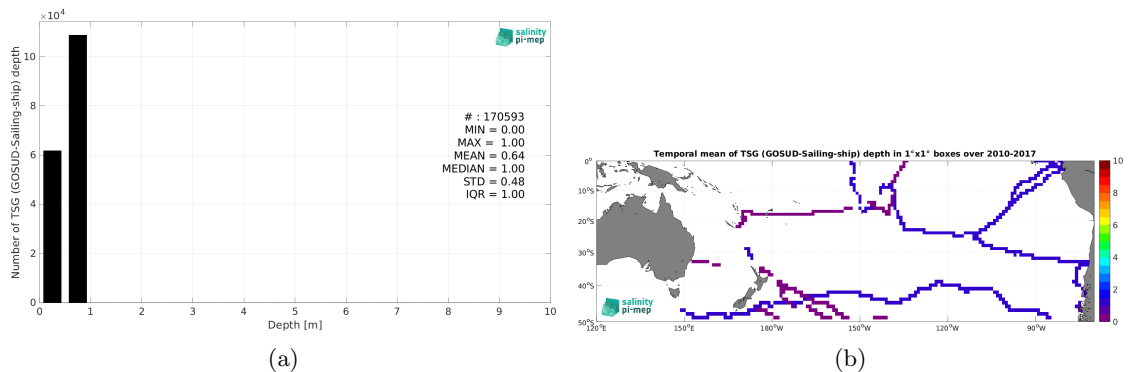 ×10⁴
10
8
6
4
2
0
Number of TSG (GOSUD-Sailing-ship) depth
salinity
pi-mep
# : 170593
MIN = 0.00
MAX = 1.00
MEAN = 0.64
MEDIAN = 1.00
STD = 0.48
IQR = 1.00
0 1 2 3 4 5 6 7 8 9 10
Depth [m]
(a)
Temporal mean of TSG (GOSUD-Sailing-ship) depth in 1°x1° boxes over 2010-2017
0°
10°S
20°S
30°S
40°S
50°S
120°E 150°E 180°W 150°W 120°W 90°W
salinity
pi-mep
10
8
6
4
2
0
(b)